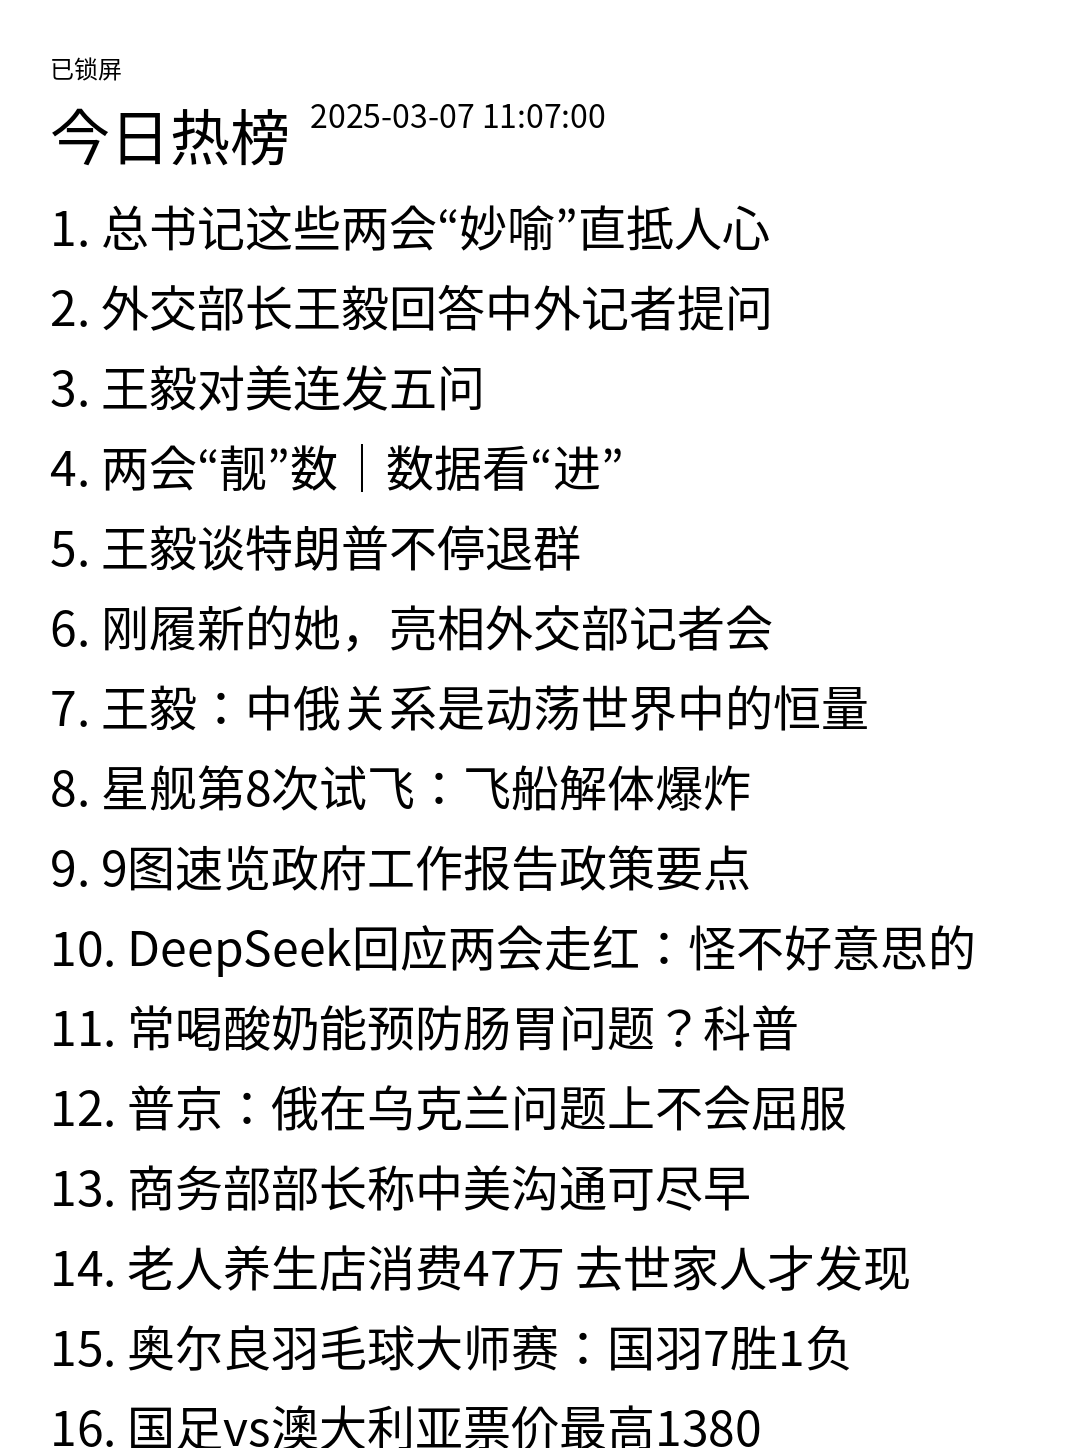 已锁屏
今日热榜 2025-03-07 11:07:00
1. 总书记这些两会“妙喻”直抵人心
2. 外交部长王毅回答中外记者提问
3. 王毅对美连发五问
4. 两会“靓”数｜数据看“进”
5. 王毅谈特朗普不停退群
6. 刚履新的她，亮相外交部记者会
7. 王毅：中俄关系是动荡世界中的恒量
8. 星舰第8次试飞：飞船解体爆炸
9. 9图速览政府工作报告政策要点
10. DeepSeek回应两会走红：怪不好意思的
11. 常喝酸奶能预防肠胃问题？科普
12. 普京：俄在乌克兰问题上不会屈服
13. 商务部部长称中美沟通可尽早
14. 老人养生店消费47万 去世家人才发现
15. 奥尔良羽毛球大师赛：国羽7胜1负
16. 国足vs澳大利亚票价最高1380